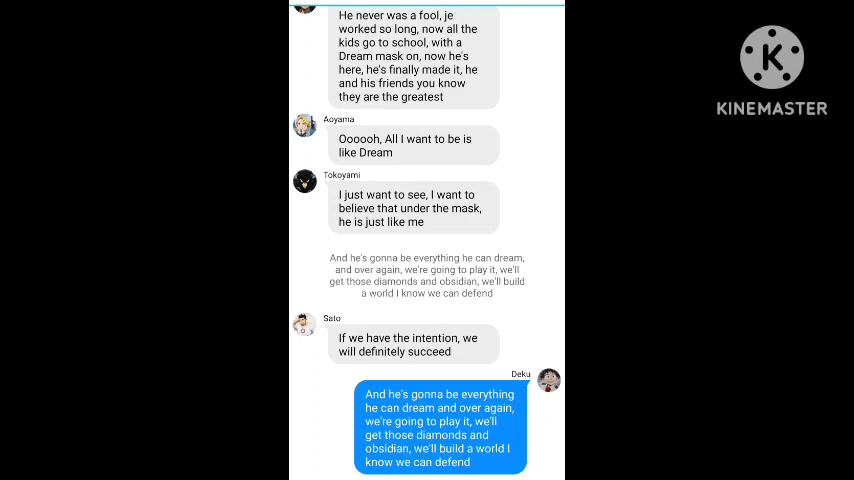 He never was a fool, je
worked so long, now all the
kids go to school, with a
Dream mask on, now he's
here, he's finally made it, he
and his friends you know
they are the greatest
Aoyama
Oooooh, All I want to be is
like Dream
Tokoyami
I just want to see, I want to
believe that under the mask,
he is just like me
And he's gonna be everything he can dream,
and over again, we're going to play it, we'll
get those diamonds and obsidian, we'll build
a world I know we can defend
Sato
If we have the intention, we
will definitely succeed
Deku
And he's gonna be everything
he can dream and over again,
we're going to play it, we'll
get those diamonds and
obsidian, we'll build a world I
know we can defend
K
KINEMASTER